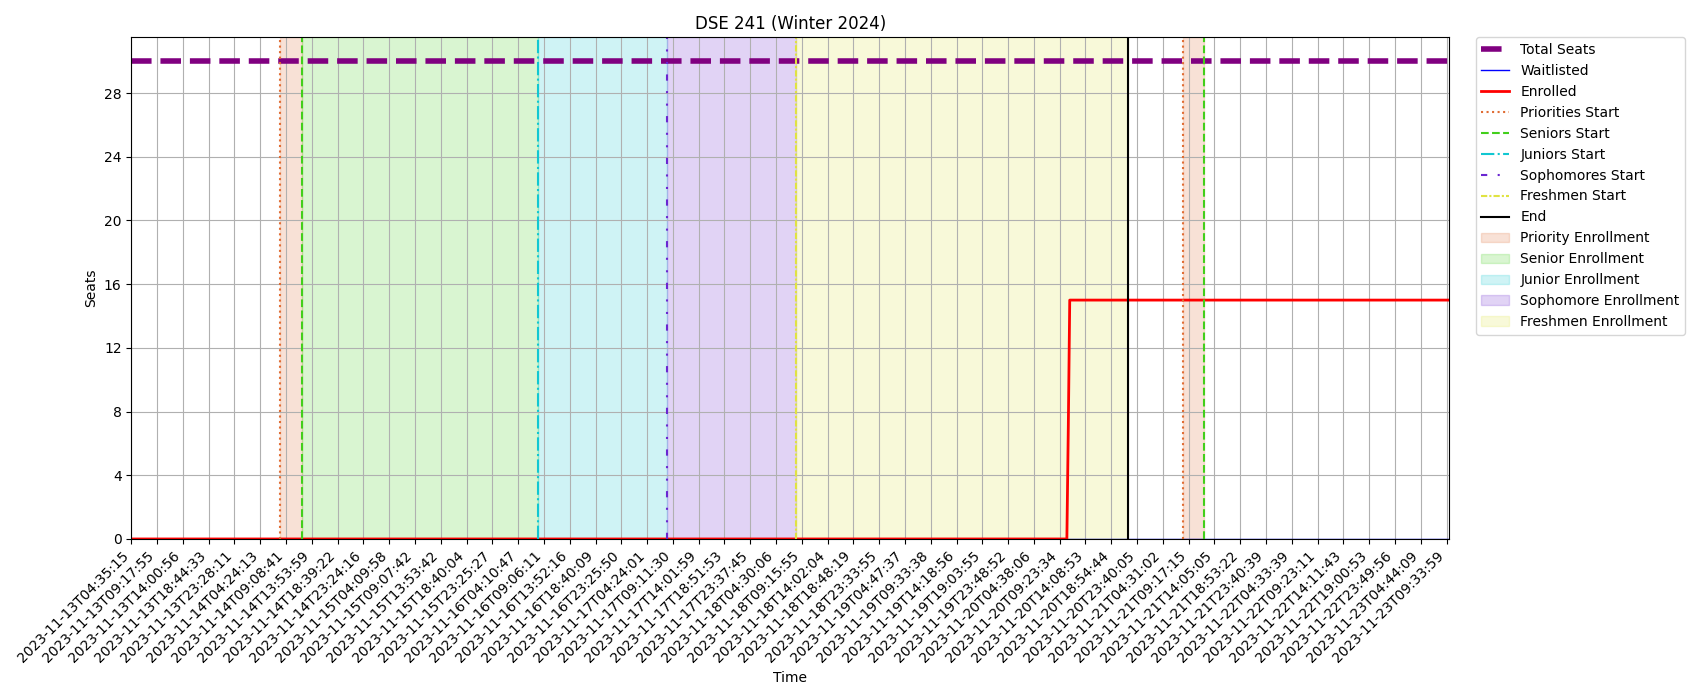 DSE 241 (Winter 2024)
Seats
28
24
20
16
12
8
4
0
2023-11-13T04:35:15
2023-11-13T09:17:55
2023-11-13T14:00:56
2023-11-13T18:44:33
2023-11-13T23:28:11
2023-11-14T04:24:13
2023-11-14T09:08:41
2023-11-14T13:53:59
2023-11-14T18:39:22
2023-11-14T23:24:16
2023-11-15T04:09:58
2023-11-15T09:07:42
2023-11-15T13:53:42
2023-11-15T18:40:04
2023-11-15T23:25:27
2023-11-16T04:10:47
2023-11-16T09:06:11
2023-11-16T13:52:16
2023-11-16T18:40:09
2023-11-16T23:25:50
2023-11-17T04:24:01
2023-11-17T09:11:30
2023-11-17T14:01:59
2023-11-17T18:51:53
2023-11-17T23:37:45
2023-11-18T04:30:06
2023-11-18T09:15:55
2023-11-18T14:02:04
2023-11-18T18:48:19
2023-11-18T23:33:55
2023-11-19T04:47:37
2023-11-19T09:33:38
2023-11-19T14:18:56
2023-11-19T19:03:55
2023-11-19T23:48:52
2023-11-20T04:38:06
2023-11-20T09:23:34
2023-11-20T14:08:53
2023-11-20T18:54:44
2023-11-20T23:40:05
2023-11-21T04:31:02
2023-11-21T09:17:15
2023-11-21T14:05:05
2023-11-21T18:53:22
2023-11-21T23:40:39
2023-11-22T04:33:39
2023-11-22T09:23:11
2023-11-22T14:11:43
2023-11-22T19:00:53
2023-11-22T23:49:56
2023-11-23T04:44:09
2023-11-23T09:33:59
Time
Total Seats
Waitlisted
Enrolled
Priorities Start
Seniors Start
Juniors Start
Sophomores Start
Freshmen Start
End
Priority Enrollment
Senior Enrollment
Junior Enrollment
Sophomore Enrollment
Freshmen Enrollment